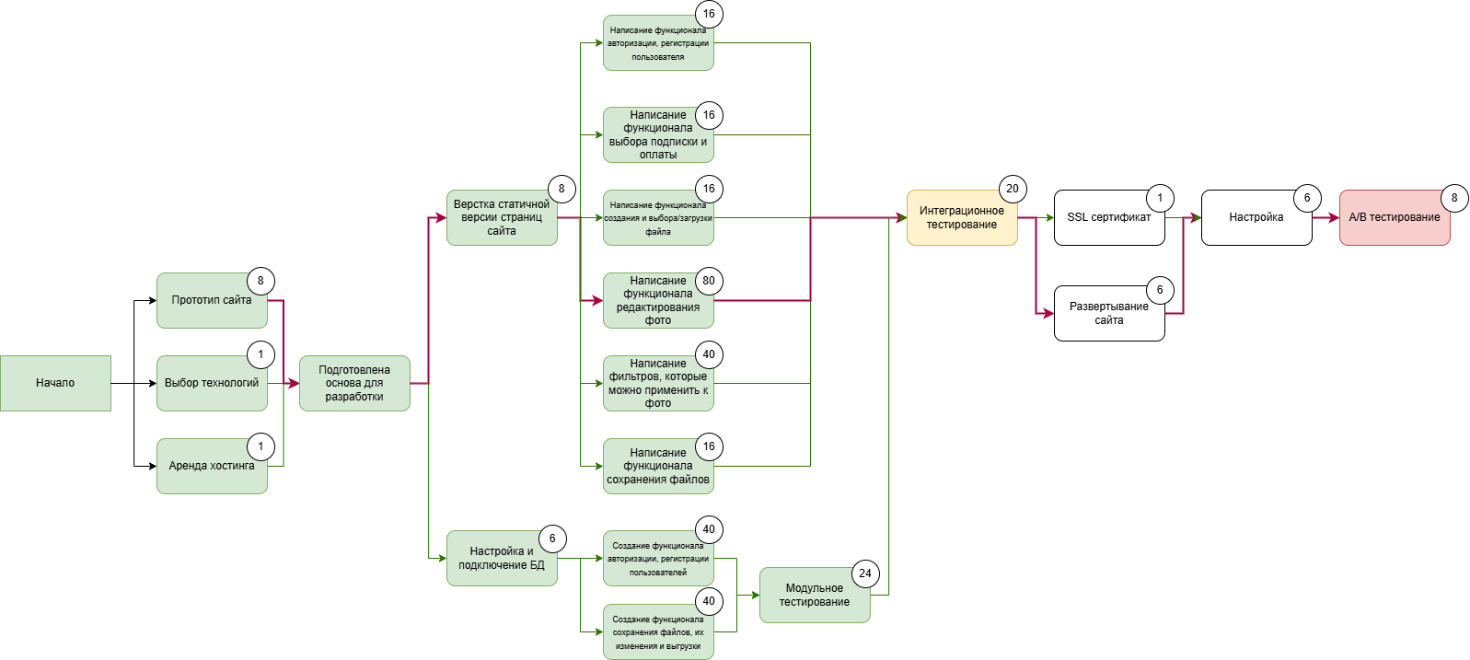 Начало
8
Прототип сайта
1
Выбор технологий
1
Аренда хостинга
Подготовлена
основа для
разработки
8
Верстка статичной
версии страниц
сайта
6
Настройка и
подключение БД
16
Написание функционала
авторизации, регистрации
пользователя
16
Написание
функционала
выбора подписки и
оплаты
16
Написание функционала
создания и выбора/загрузки
файла
80
Написание
функционала
редактирования
фото
40
Написание
фильтров, которые
можно применить к
фото
16
Написание
функционала
сохранения файлов
40
Создание функционала
авторизации, регистрации
пользователей
40
Создание функционала
сохранения файлов, их
изменения и выгрузки
24
Модульное
тестирование
20
Интеграционное
тестирование
1
SSL сертификат
6
Развертывание
сайта
6
Настройка
8
A/B тестирование